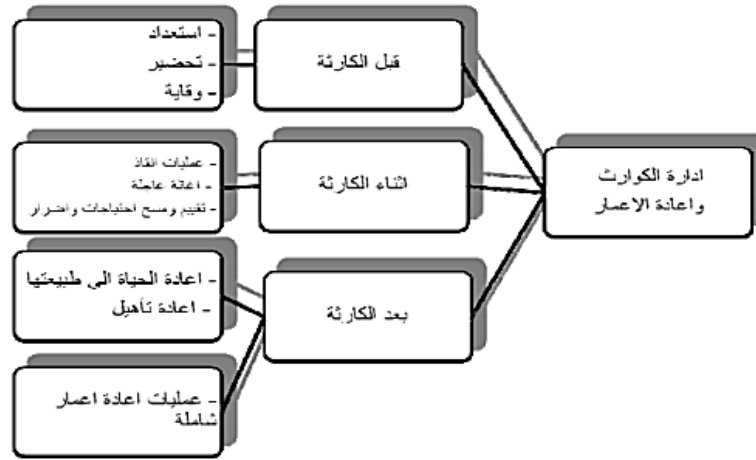 ادارة الكوارث
واعادة الاعمار
قبل الكارثة
- استعداد
- تحضير
- وقاية
اثناء الكارثة
- عمليات انقاذ
- اغاثة عاجلة
- تقييم ومسح احتياجات واضرار
بعد الكارثة
- اعادة الحياة الى طبيعتها
- اعادة تأهيل
- عمليات اعادة اعمار
شاملة